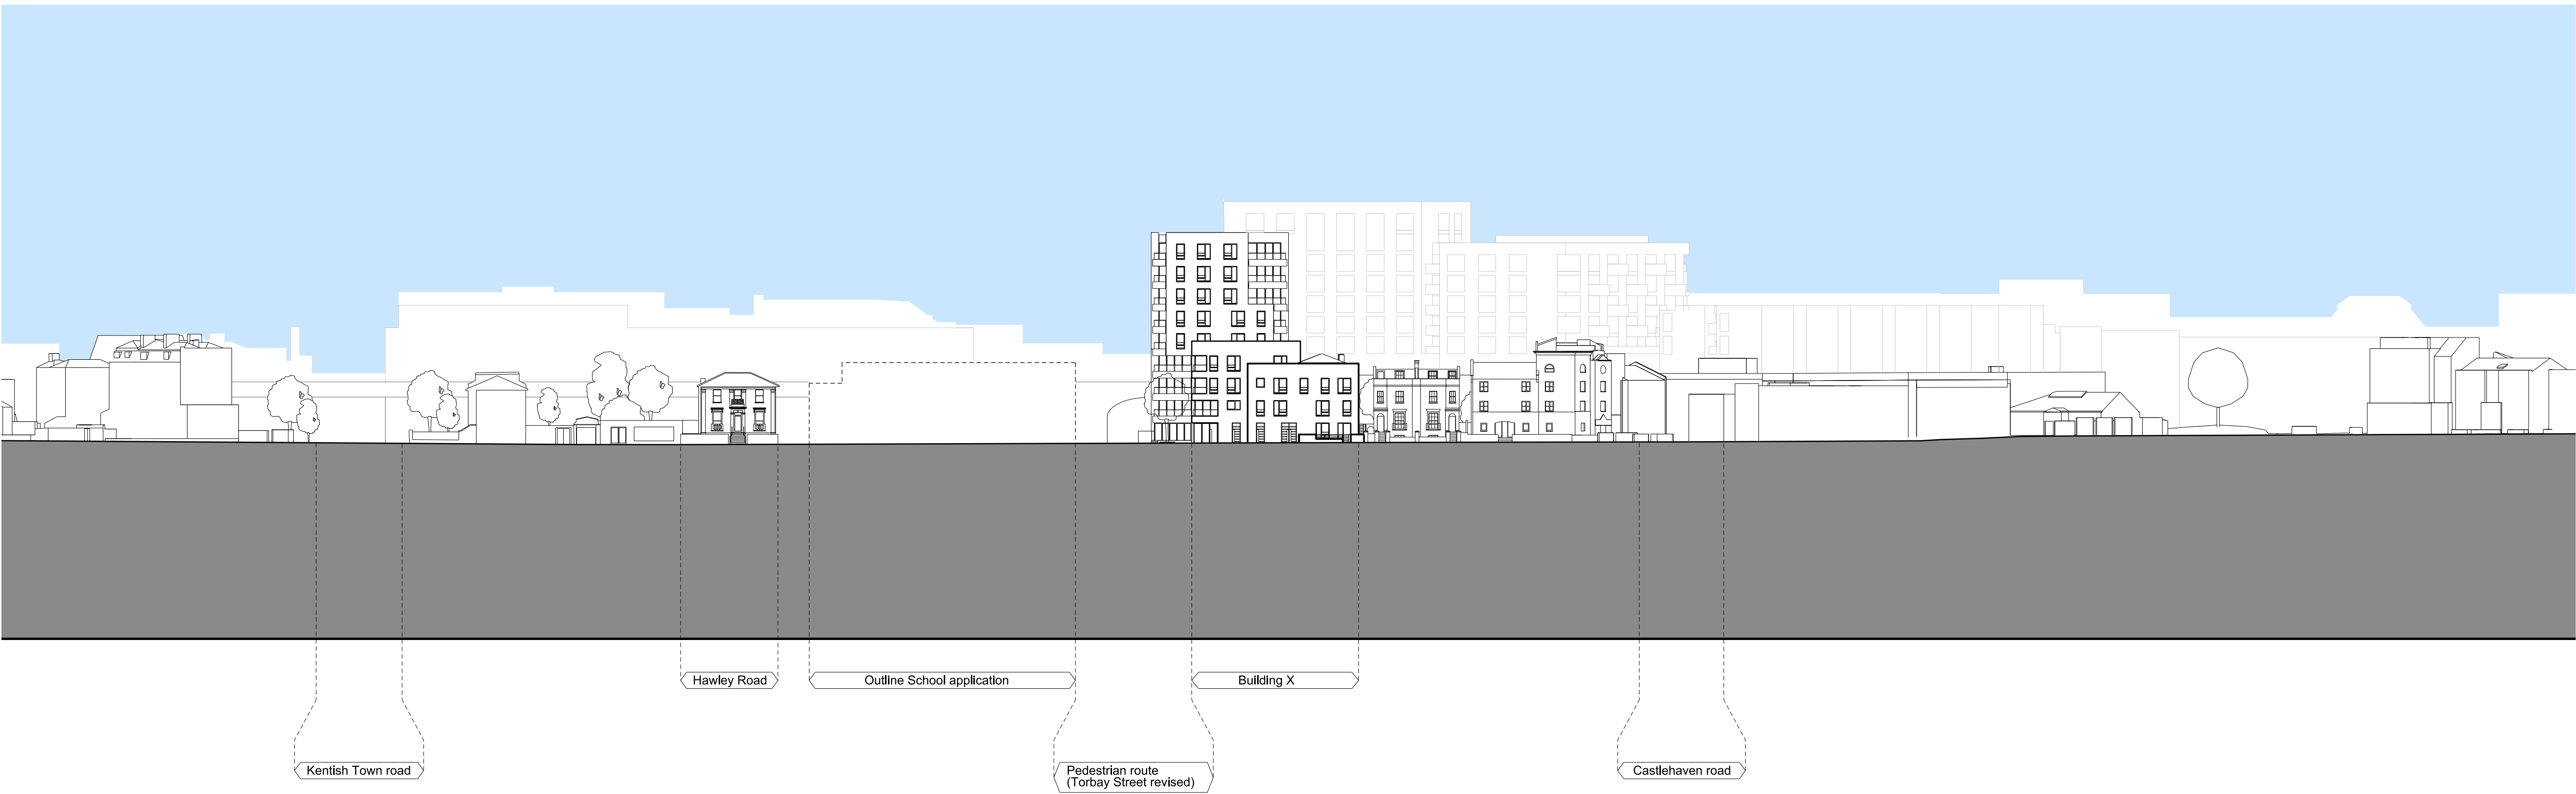 Hawley Road
Outline School application
Building X
Kentish Town road
Pedestrian route
(Torbay Street revised)
Castlehaven road